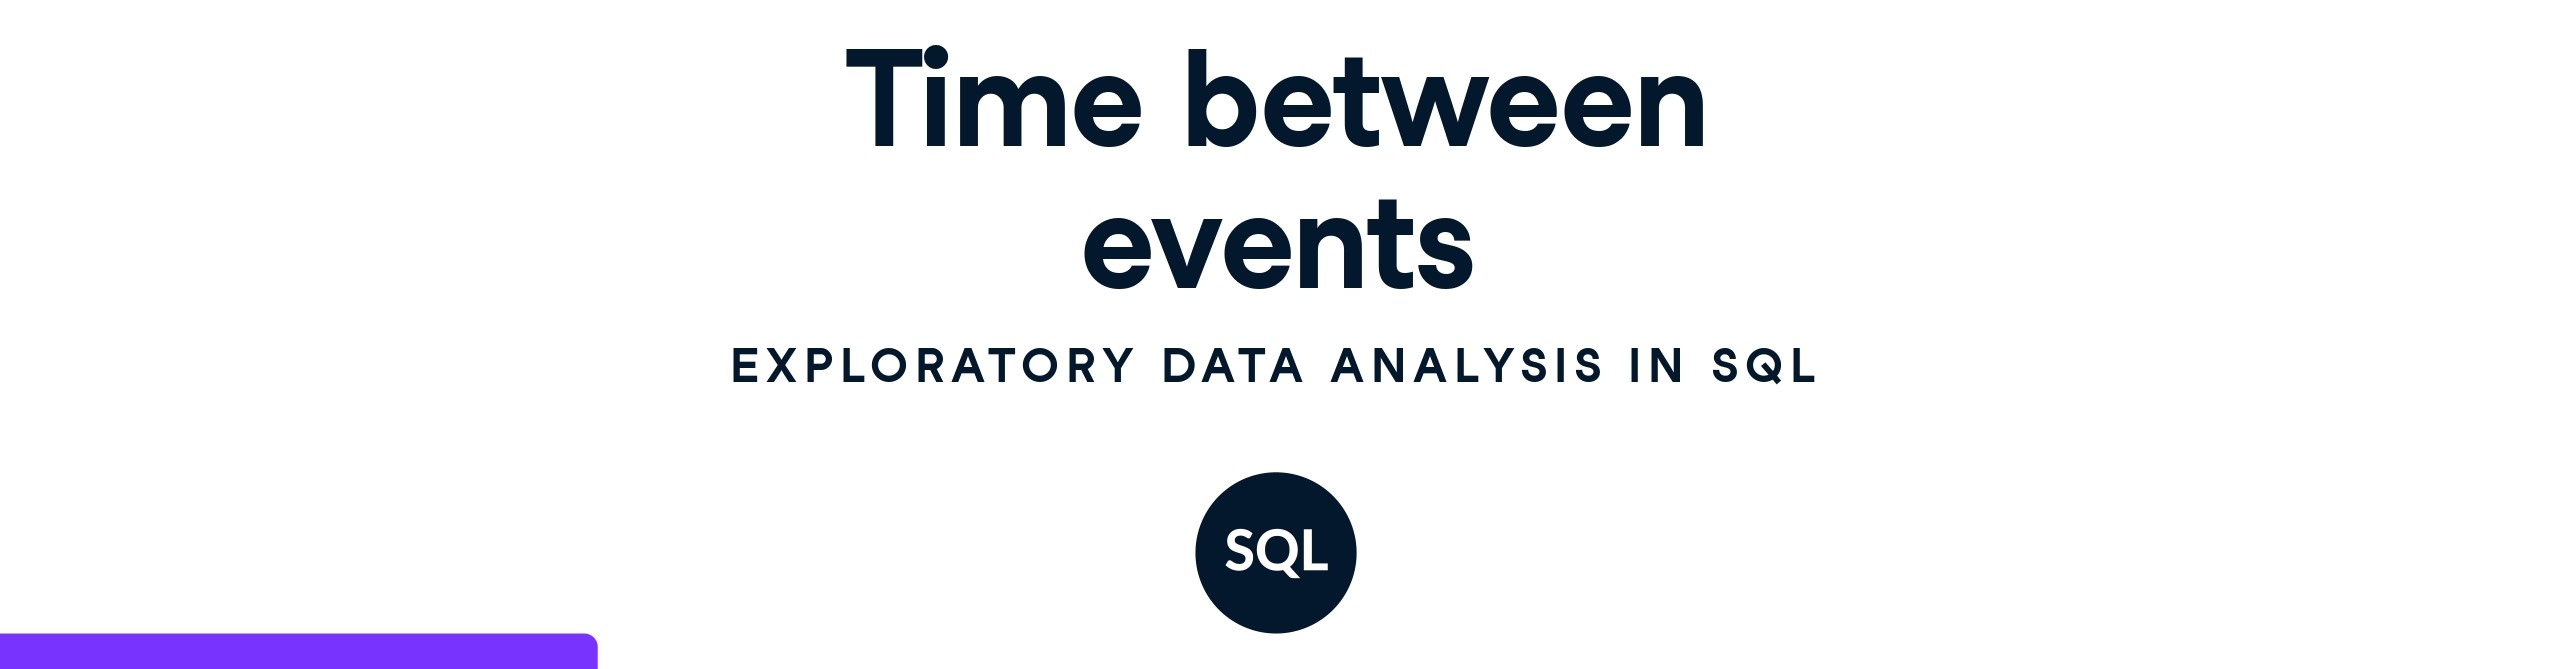 Time between
events
EXPLORATORY DATA ANALYSIS IN SQL
SQL